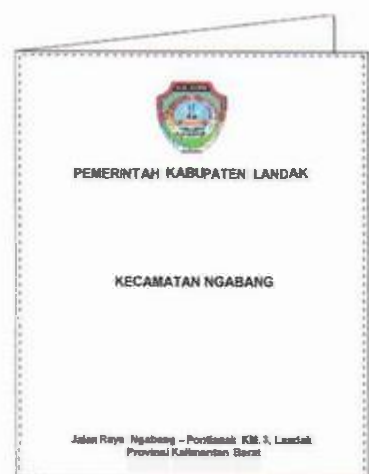 PEMERINTAH KABUPATEN LANDAK
KECAMATAN NGABANG
Jalan Raya Ngabang – Pontianak KM. 3, Landak
Provinsi Kalimantan Barat